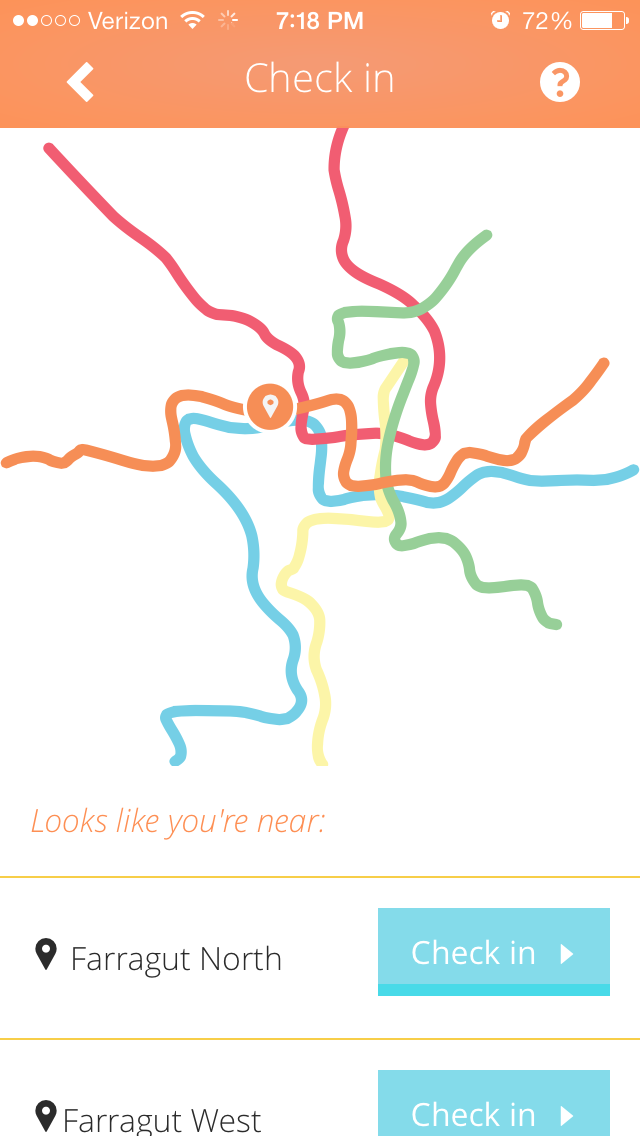 Verizon 7:18 PM 72%
Check in ?
Looks like you're near:
Farragut North Check in
Farragut West Check in